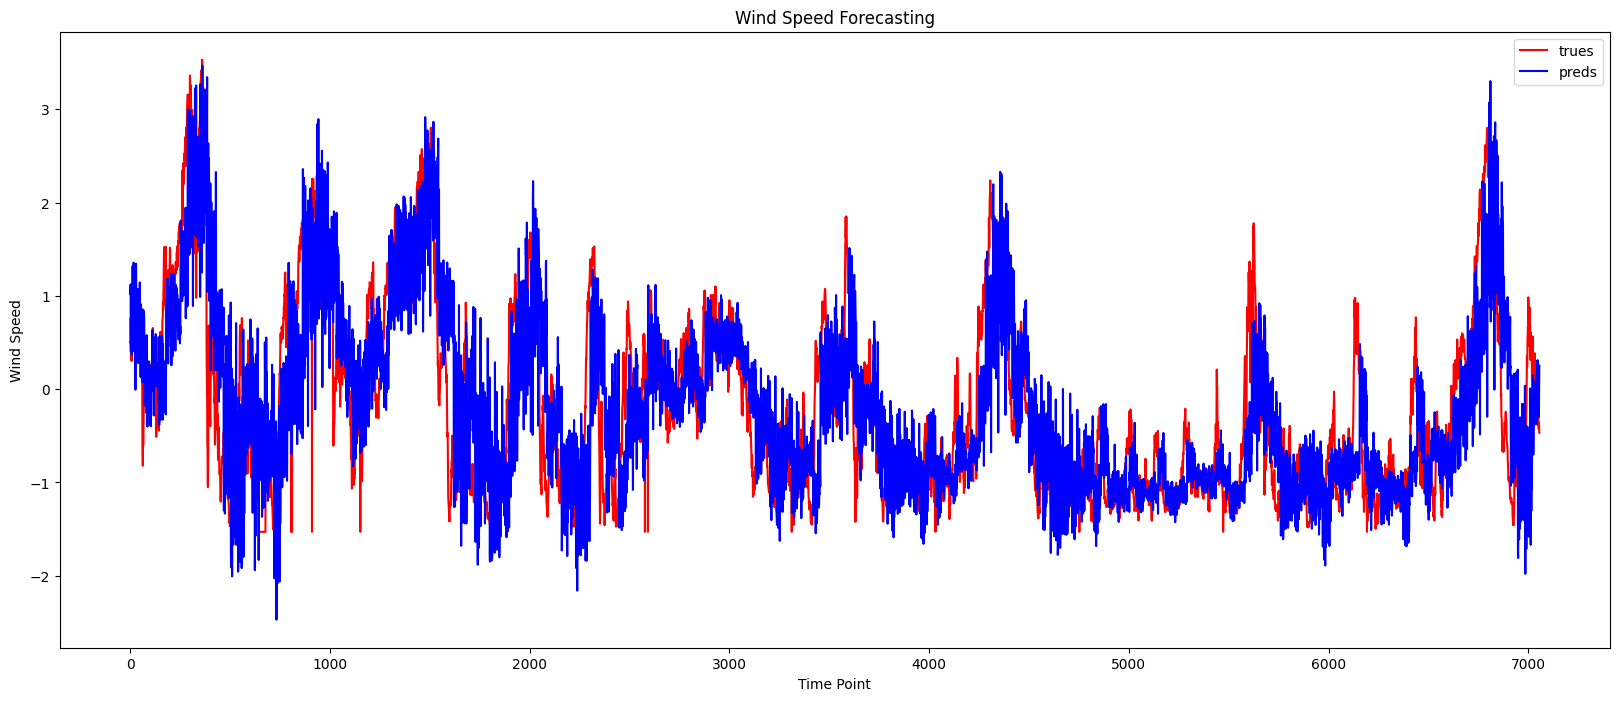 Wind Speed Forecasting
trues
preds
Wind Speed
3
2
1
0
−1
−2
0 1000 2000 3000 4000 5000 6000 7000
Time Point